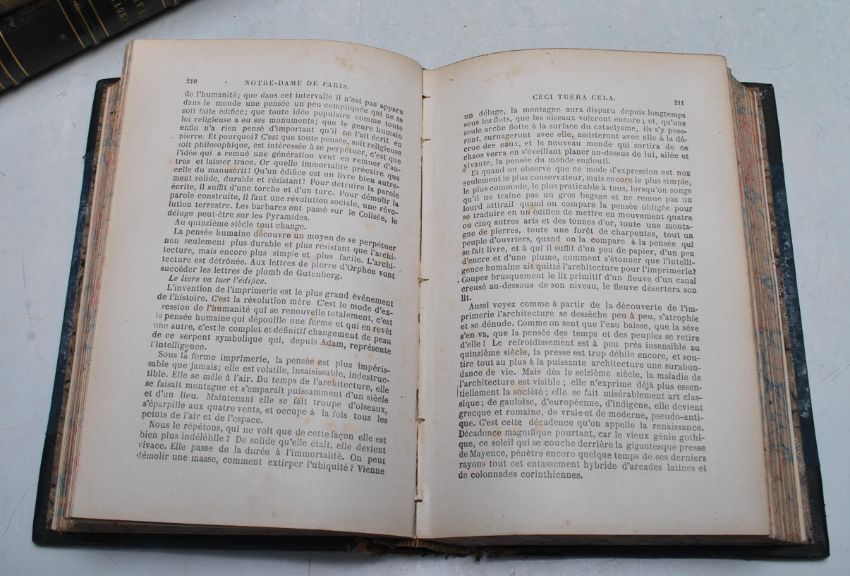 210 NOTRE-DAME DE PARIS.
de l'humanité; que dans cet intervalle il n'est pas apparu
dans le monde une pensée un peu compliquée qui ne se
soit faite édifice; que toute idée populaire comme toute
loi religieuse a eu ses monuments; que le genre humain
enfin n'a rien pensé d'important qu'il ne l'ait écrit en
pierre. Et pourquoi? C'est que toute pensée, soit religieuse
soit philosophique, est intéressée à se perpétuer, c'est que
l'idée qui a remué une génération veut en remuer d'au-
tres et laisser trace. Or quelle immortalité précaire que
celle du manuscrit! Qu'un édifice est un livre bien autre-
ment solide, durable et résistant! Pour détruire la parole
écrite, il suffit d'une torche et d'un turc. Pour démolir la
parole construite, il faut une révolution sociale, une révo-
lution terrestre. Les barbares ont passé sur le Colisée, le
déluge peut-être sur les Pyramides.
Au quinzième siècle tout change.
La pensée humaine découvre un moyen de se perpétuer
non seulement plus durable et plus résistant que l'archi-
tecture, mais encore plus simple et plus facile. L'archi-
tecture est détrônée. Aux lettres de pierre d'Orphée vont
succéder les lettres de plomb de Gutenberg.
Le livre va tuer l'édifice.
L'invention de l'imprimerie est le plus grand événement
de l'histoire. C'est la révolution mère C'est le mode d'ex-
pression de l'humanité qui se renouvelle totalement, c'est
la pensée humaine qui dépouille une forme et qui en revêt
une autre, c'est le complet et définitif changement de peau
de ce serpent symbolique qui, depuis Adam, représente
l'intelligence.
Sous la forme imprimerie, la pensée est plus impéris-
sable que jamais; elle est volatile, insaisissable, indestruc-
tible. Elle se mêle à l'air. Du temps de l'architecture, elle
se faisait montagne et s'emparait puissamment d'un siècle
et d'un lieu. Maintenant elle se fait troupe d'oiseaux,
s'éparpille aux quatre vents, et occupe à la fois tous les
points de l'air et de l'espace.
Nous le répétons, qui ne voit que de cette façon elle est
bien plus indélébile? De solide qu'elle était, elle devient
vivace. Elle passe de la durée à l'immortalité. On peut
démolir une masse, comment extirper l'ubiquité? Vienne
CECI TUERA CELA. 211
un déluge, la montagne aura disparu depuis longtemps
sous les flots, que les oiseaux voleront encore; et, qu'une
seule arche flotte à la surface du cataclysme, ils s'y pose-
ront, surnageront avec elle, assisteront avec elle à la dé-
crue des eaux, et le nouveau monde qui sortira de ce
chaos verra en s'éveillant planer au-dessus de lui, ailée et
vivante, la pensée du monde englouti.
Et quand on observe que ce mode d'expression est non
seulement le plus conservateur, mais encore le plus simple,
le plus commode, le plus praticable à tous, lorsqu'on songe
qu'il ne traîne pas un gros bagage et ne remue pas un
lourd attirail quand on compare la pensée obligée pour
se traduire en un édifice de mettre en mouvement quatre
ou cinq autres arts et des tonnes d'or, toute une monta-
gne de pierres, toute une forêt de charpentes, tout un
peuple d'ouvriers, quand on la compare à la pensée qui
se fait livre, et à qui il suffit d'un peu de papier, d'un peu
d'encre et d'une plume, comment s'étonner que l'intelli-
gence humaine ait quitté l'architecture pour l'imprimerie?
Coupez brusquement le lit primitif d'un fleuve d'un canal
creusé au-dessous de son niveau, le fleuve désertera son
lit.
Aussi voyez comme à partir de la découverte de l'im-
primerie l'architecture se dessèche peu à peu, s'atrophie
et se dénude. Comme on sent que l'eau baisse, que la sève
s'en va, que la pensée des temps et des peuples se retire
d'elle! Le refroidissement est à peu près insensible au
quinzième siècle, la presse est trop débile encore, et sou-
tire tout au plus à la puissante architecture une surabon-
dance de vie. Mais dès le seizième siècle, la maladie de
l'architecture est visible; elle n'exprime déjà plus essen-
tiellement la société; elle se fait misérablement art clas-
sique; de gauloise, d'européenne, d'indigène, elle devient
grecque et romaine, de vraie et de moderne, pseudo-anti-
que. C'est cette décadence qu'on appelle la renaissance.
Décadence magnifique pourtant, car le vieux génie gothi-
que, ce soleil qui se couche derrière la gigantesque presse
de Mayence, pénètre encore quelque temps de ses derniers
rayons tout cet entassement hybride d'arcades latines et
de colonnades corinthiennes.